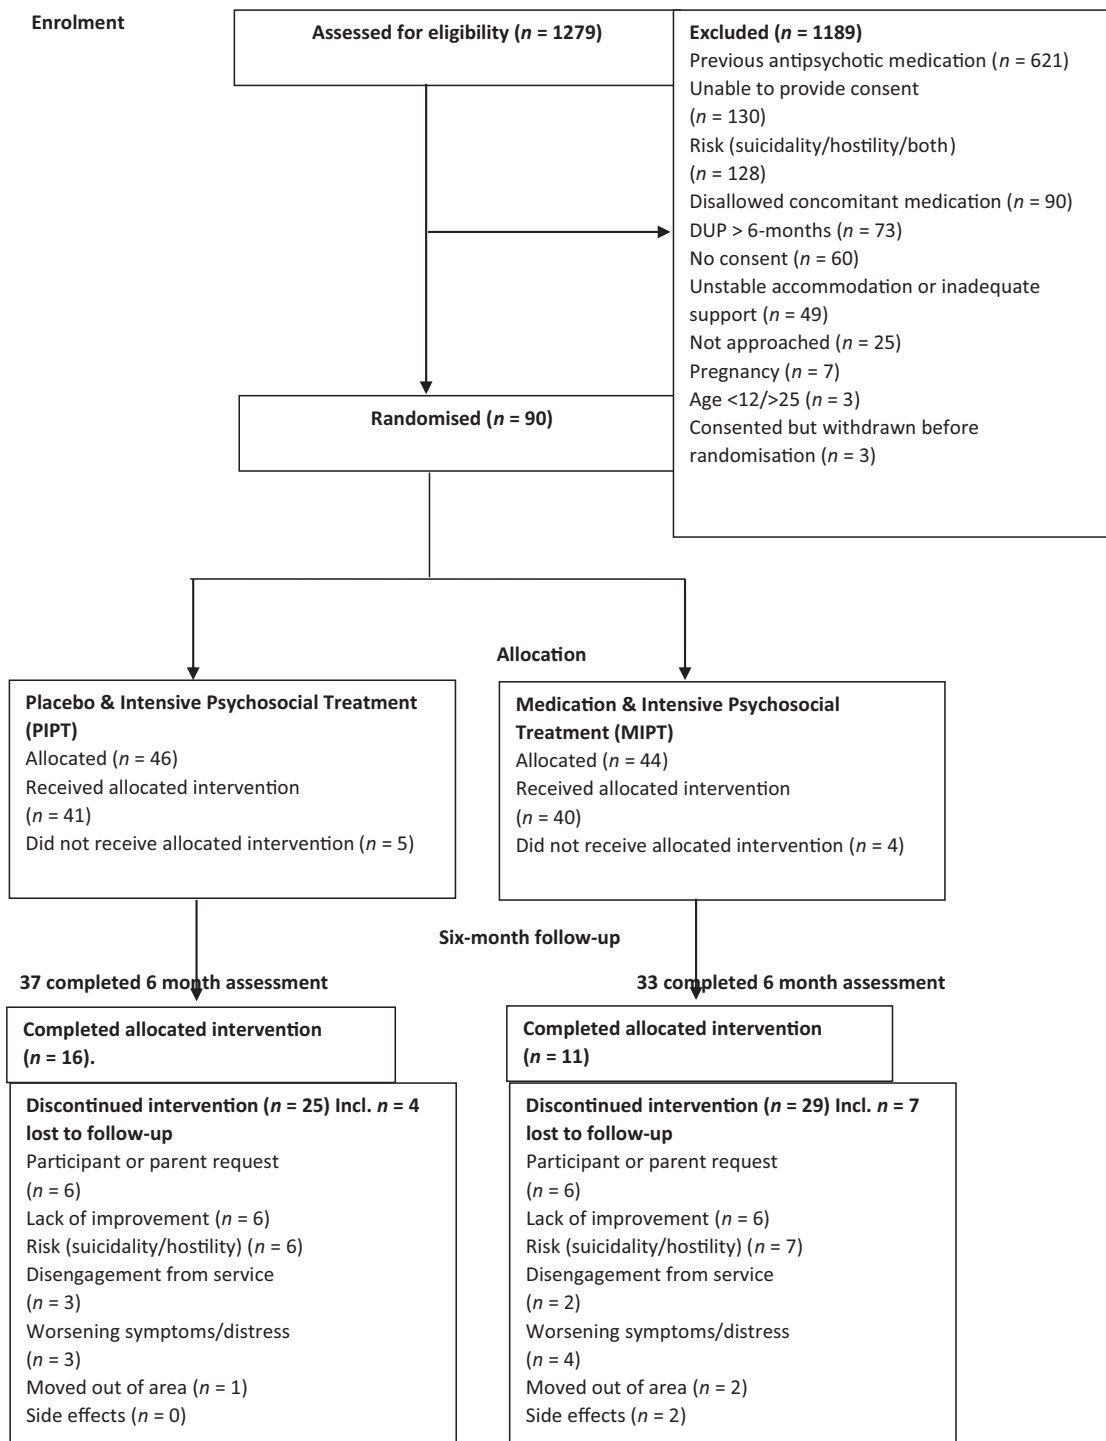 Enrolment
Assessed for eligibility (n = 1279)
Excluded (n = 1189)
Previous antipsychotic medication (n = 621)
Unable to provide consent
(n = 130)
Risk (suicidality/hostility/both)
(n = 128)
Disallowed concomitant medication (n = 90)
DUP > 6-months (n = 73)
No consent (n = 60)
Unstable accommodation or inadequate
support (n = 49)
Not approached (n = 25)
Pregnancy (n = 7)
Age <12/>25 (n = 3)
Consented but withdrawn before
randomisation (n = 3)
Randomised (n = 90)
Allocation
Placebo & Intensive Psychosocial Treatment
(PIPT)
Allocated (n = 46)
Received allocated intervention
(n = 41)
Did not receive allocated intervention (n = 5)
Medication & Intensive Psychosocial
Treatment (MIPT)
Allocated (n = 44)
Received allocated intervention
(n = 40)
Did not receive allocated intervention (n = 4)
Six-month follow-up
37 completed 6 month assessment
33 completed 6 month assessment
Completed allocated intervention
(n = 16).
Discontinued intervention (n = 25) Incl. n = 4
lost to follow-up
Participant or parent request
(n = 6)
Lack of improvement (n = 6)
Risk (suicidality/hostility) (n = 6)
Disengagement from service
(n = 3)
Worsening symptoms/distress
(n = 3)
Moved out of area (n = 1)
Side effects (n = 0)
Completed allocated intervention
(n = 11)
Discontinued intervention (n = 29) Incl. n = 7
lost to follow-up
Participant or parent request
(n = 6)
Lack of improvement (n = 6)
Risk (suicidality/hostility) (n = 7)
Disengagement from service
(n = 2)
Worsening symptoms/distress
(n = 4)
Moved out of area (n = 2)
Side effects (n = 2)